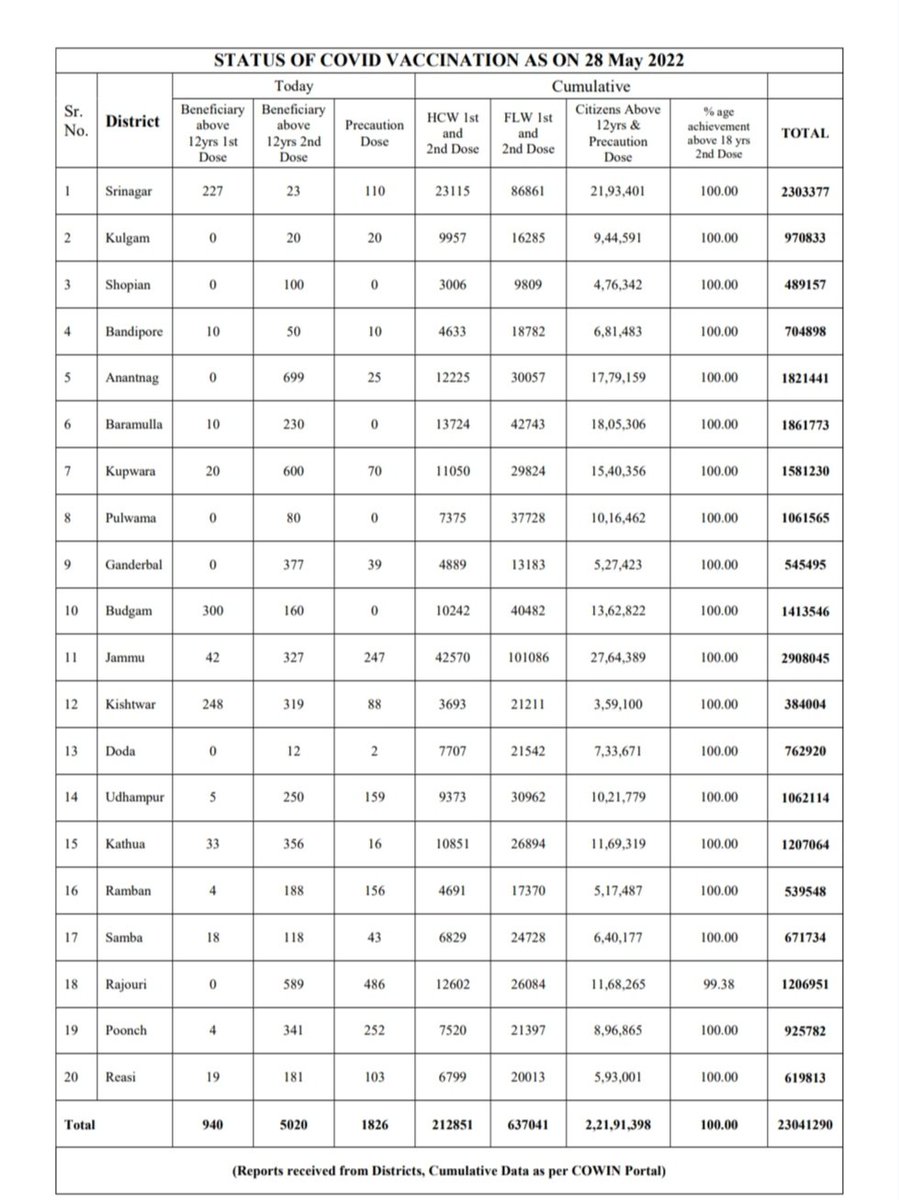 STATUS OF COVID VACCINATION AS ON 28 May 2022
Sr. No. District Today Cumulative TOTAL
Beneficiary above 12yrs 1st Dose Beneficiary above 12yrs 2nd Dose Precaution Dose HCW 1st and 2nd Dose FLW 1st and 2nd Dose Citizens Above 12yrs & Precaution Dose % age achievement above 18 yrs 2nd Dose
1 Srinagar 227 23 110 23115 86861 21,93,401 100.00 2303377
2 Kulgam 0 20 20 9957 16285 9,44,591 100.00 970833
3 Shopian 0 100 0 3006 9809 4,76,342 100.00 489157
4 Bandipore 10 50 10 4633 18782 6,81,483 100.00 704898
5 Anantnag 0 699 25 12225 30057 17,79,159 100.00 1821441
6 Baramulla 10 230 0 13724 42743 18,05,306 100.00 1861773
7 Kupwara 20 600 70 11050 29824 15,40,356 100.00 1581230
8 Pulwama 0 80 0 7375 37728 10,16,462 100.00 1061565
9 Ganderbal 0 377 39 4889 13183 5,27,423 100.00 545495
10 Budgam 300 160 0 10242 40482 13,62,822 100.00 1413546
11 Jammu 42 327 247 42570 101086 27,64,389 100.00 2908045
12 Kishtwar 248 319 88 3693 21211 3,59,100 100.00 384004
13 Doda 0 12 2 7707 21542 7,33,671 100.00 762920
14 Udhampur 5 250 159 9373 30962 10,21,779 100.00 1062114
15 Kathua 33 356 16 10851 26894 11,69,319 100.00 1207064
16 Ramban 4 188 156 4691 17370 5,17,487 100.00 539548
17 Samba 18 118 43 6829 24728 6,40,177 100.00 671734
18 Rajouri 0 589 486 12602 26084 11,68,265 99.38 1206951
19 Poonch 4 341 252 7520 21397 8,96,865 100.00 925782
20 Reasi 19 181 103 6799 20013 5,93,001 100.00 619813
Total 940 5020 1826 212851 637041 2,21,91,398 100.00 23041290
(Reports received from Districts, Cumulative Data as per COWIN Portal)